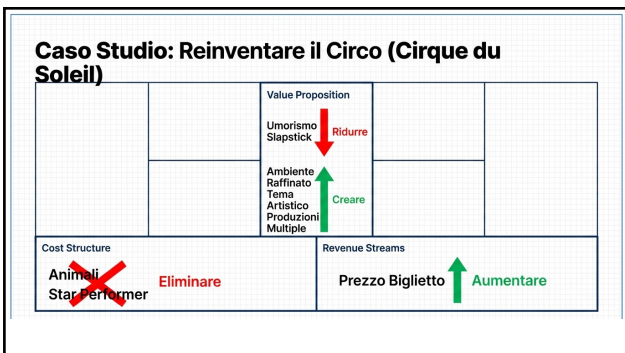 Caso Studio: Reinventare il Circo (Cirque du
Soleil)
Value Proposition
Umorismo
Slapstick
Ridurre
Ambiente
Raffinato
Tema
Artistico
Produzioni
Multiple
Creare
Cost Structure
Animali
Star Performer
Eliminare
Revenue Streams
Prezzo Biglietto
Aumentare